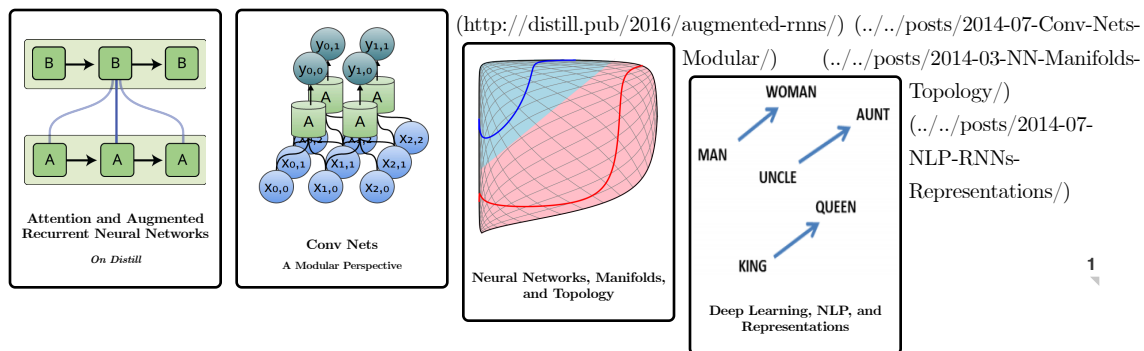 B B B
A A A
Attention and Augmented
Recurrent Neural Networks
On Distill
y0,1 y1,1
y0,0 y1,0
A A
A A
x2,2
x0,1 x1,1 x2,1
x0,0 x1,0 x2,0
Conv Nets
A Modular Perspective
(http://distill.pub/2016/augmented-rnns/) (../../posts/2014-07-Conv-Nets-
Modular/) (../../posts/2014-03-NN-Manifolds-
Topology/)
(../../posts/2014-07-
NLP-RNNs-
Representations/)
Neural Networks, Manifolds,
and Topology
WOMAN
AUNT
MAN
UNCLE
QUEEN
KING
Deep Learning, NLP, and
Representations
1